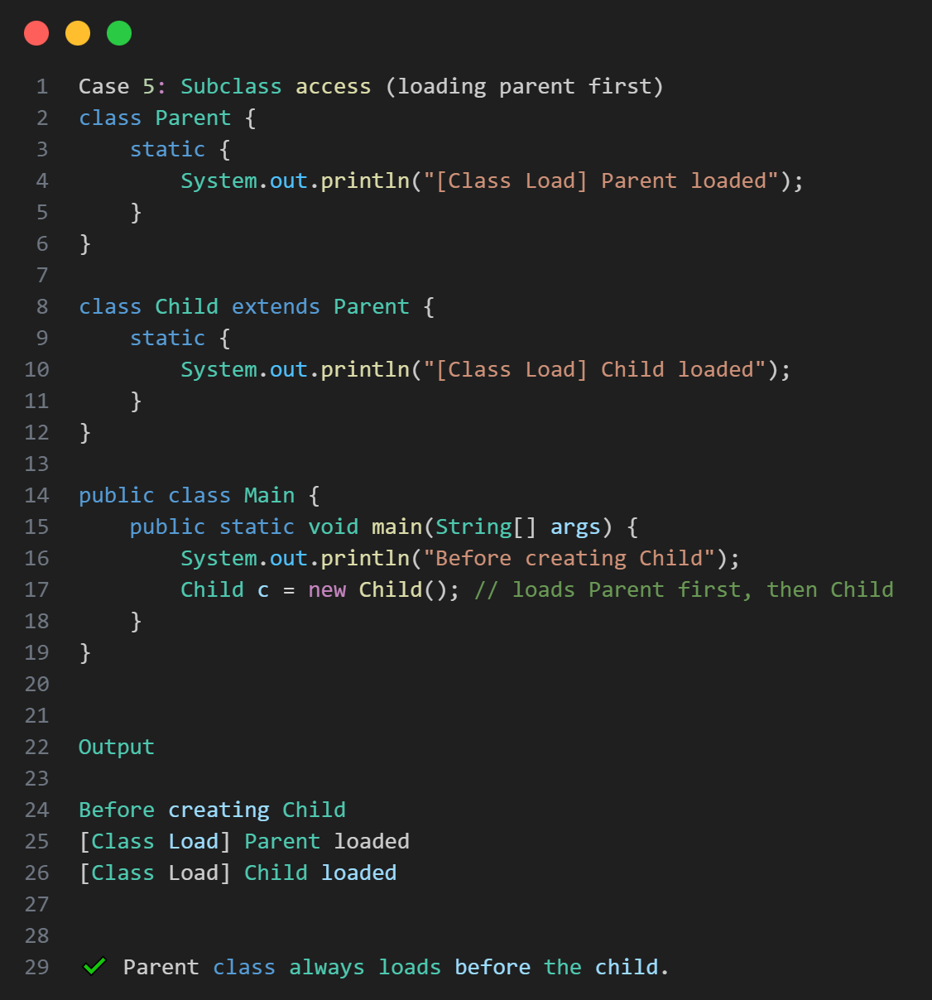 1 Case 5: Subclass access (loading parent first)
2 class Parent {
3     static {
4         System.out.println("[Class Load] Parent loaded");
5     }
6 }
7
8 class Child extends Parent {
9     static {
10         System.out.println("[Class Load] Child loaded");
11     }
12 }
13
14 public class Main {
15     public static void main(String[] args) {
16         System.out.println("Before creating Child");
17         Child c = new Child(); // loads Parent first, then Child
18     }
19 }
20
21
22 Output
23
24 Before creating Child
25 [Class Load] Parent loaded
26 [Class Load] Child loaded
27
28
29 ✔ Parent class always loads before the child.